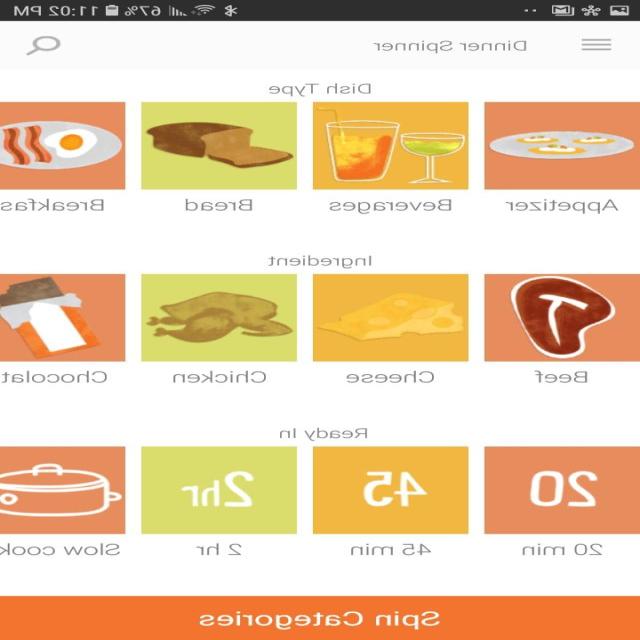 67% 11:02 PM
Dinner Spinner
Dish Type
Appetizer Beverages Bread Breakfas
Ingredient
Beef Cheese Chicken Chocolat
Ready In
20 45 2hr
20 min 45 min 2 hr Slow cook
Spin Categories